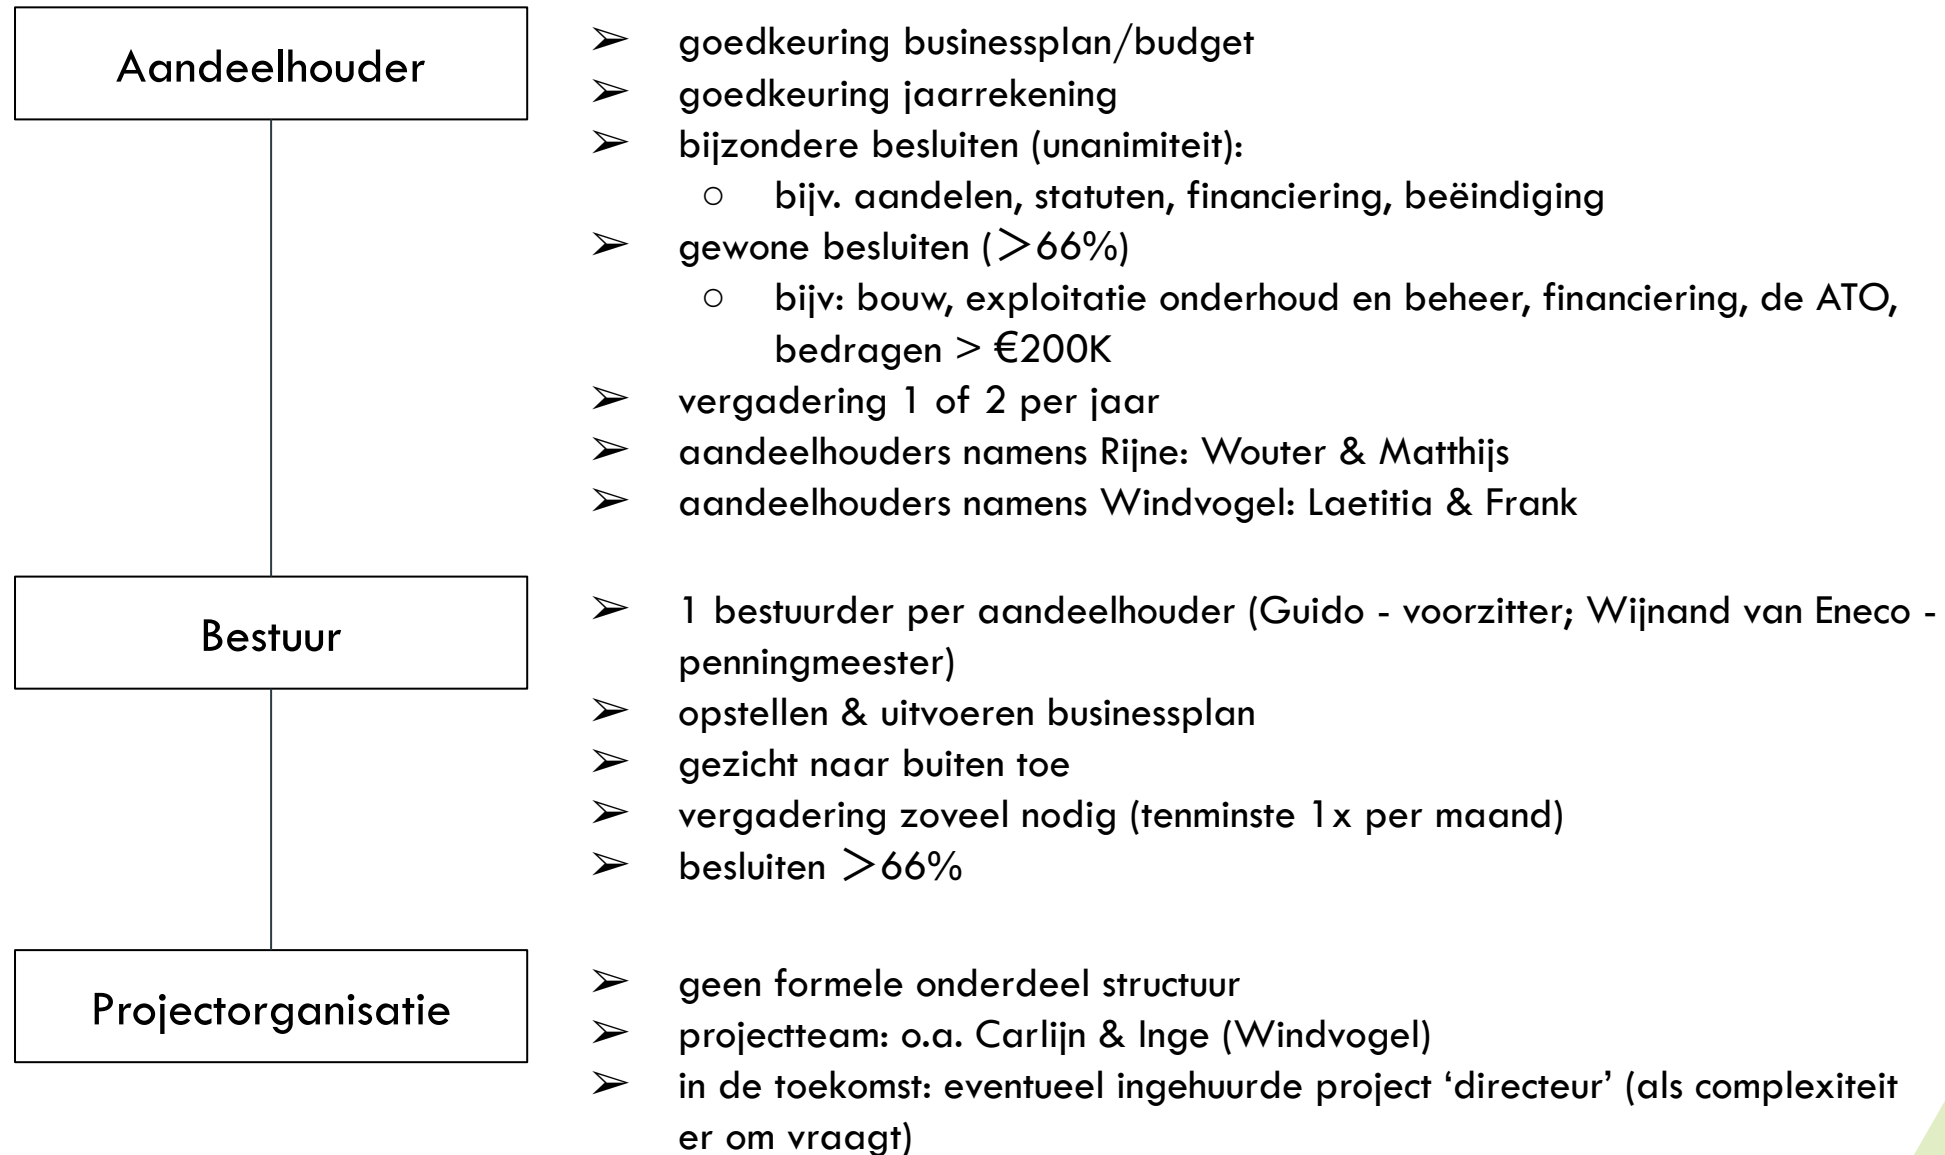 Aandeelhouder
➢ goedkeuring businessplan/budget
➢ goedkeuring jaarrekening
➢ bijzondere besluiten (unanimiteit):
○ bijv. aandelen, statuten, financiering, beëindiging
➢ gewone besluiten (>66%)
○ bijv: bouw, exploitatie onderhoud en beheer, financiering, de ATO,
bedragen > €200K
➢ vergadering 1 of 2 per jaar
➢ aandeelhouders namens Rijne: Wouter & Matthijs
➢ aandeelhouders namens Windvogel: Laetitia & Frank
Bestuur
➢ 1 bestuurder per aandeelhouder (Guido - voorzitter; Wijnand van Eneco -
penningmeester)
➢ opstellen & uitvoeren businessplan
➢ gezicht naar buiten toe
➢ vergadering zoveel nodig (tenminste 1x per maand)
➢ besluiten >66%
Projectorganisatie
➢ geen formele onderdeel structuur
➢ projectteam: o.a. Carlijn & Inge (Windvogel)
➢ in de toekomst: eventueel ingehuurde project ‘directeur’ (als complexiteit
er om vraagt)